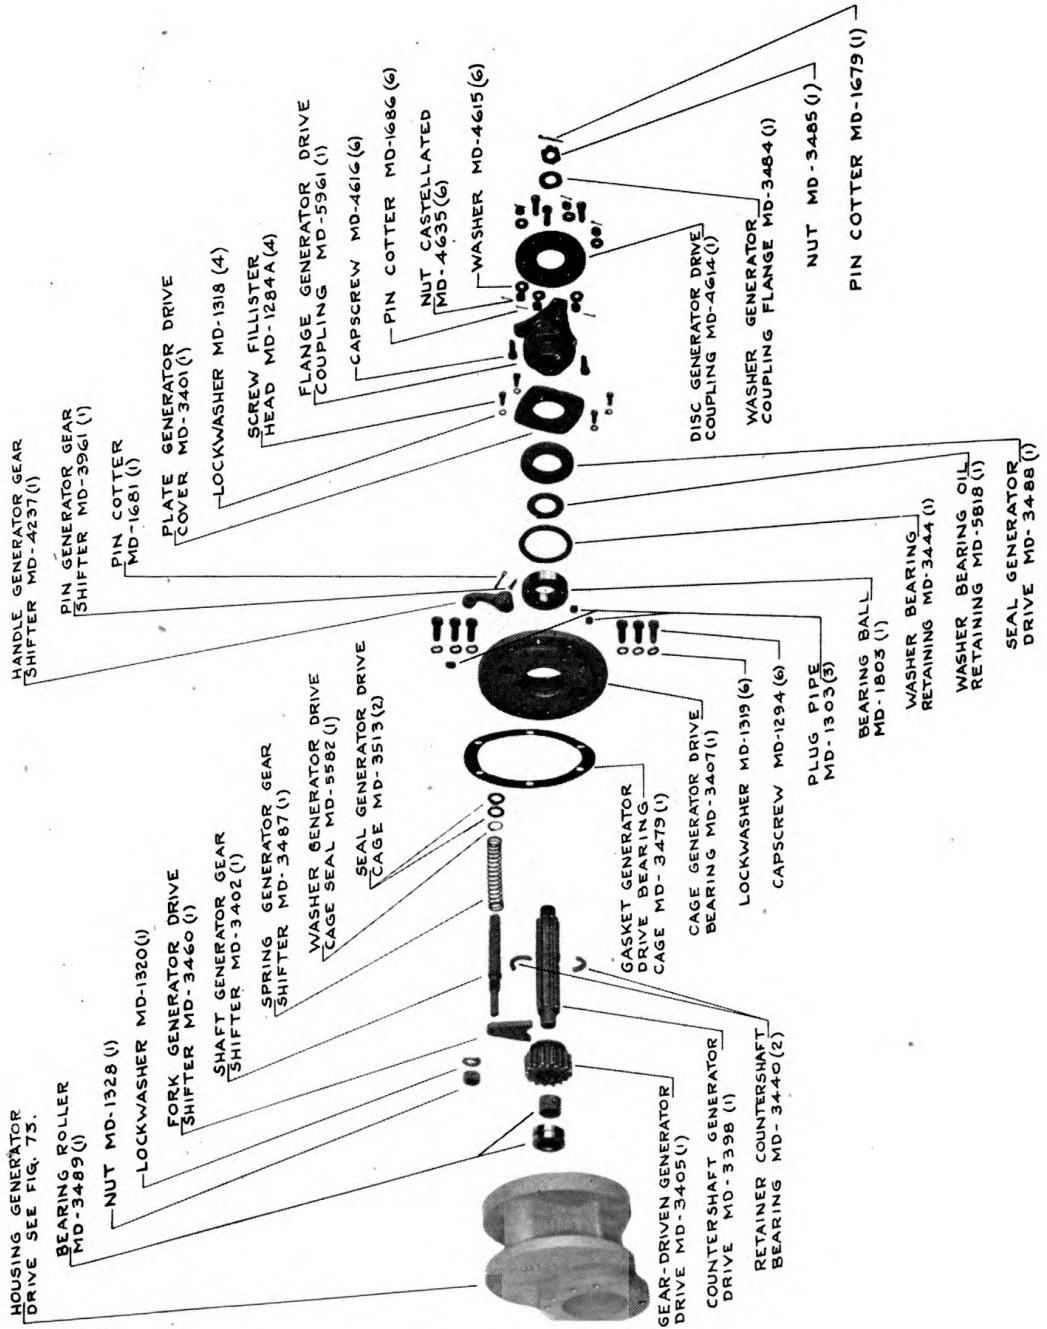 HOUSING GENERATOR
DRIVE SEE FIG. 73.
BEARING ROLLER
MD-3489(1)
NUT MD-1328(1)
LOCKWASHER MD-1320(1)
FORK GENERATOR DRIVE
SHIFTER MD-3460(1)
SHAFT GENERATOR GEAR
SHIFTER MD-3402(1)
SPRING GENERATOR GEAR
SHIFTER MD-3487(1)
WASHER GENERATOR DRIVE
CAGE SEAL MD-5582(1)
SEAL GENERATOR DRIVE
CAGE MD-3513(2)
HANDLE GENERATOR GEAR
SHIFTER MD-4237(1)
PIN GENERATOR GEAR
SHIFTER MD-3961(1)
PIN COTTER
MD-1681(1)
PLATE GENERATOR DRIVE
COVER MD-3401(1)
LOCKWASHER MD-1318(4)
SCREW FILLISTER
HEAD MD-1284A(4)
FLANGE GENERATOR DRIVE
COUPLING MD-5961(1)
CAPSCREW MD-4616(6)
PIN COTTER MD-1686(6)
NUT CASTELLATED
MD-4635(6)
WASHER MD-4615(6)
GEAR-DRIVEN GENERATOR
DRIVE MD-3405(1)
COUNTERSHAFT GENERATOR
DRIVE MD-3398(1)
RETAINER COUNTERSHAFT
BEARING MD-3440(2)
GASKET GENERATOR
DRIVE BEARING
CAGE MD-3479(1)
CAGE GENERATOR DRIVE
BEARING MD-3407(1)
LOCKWASHER MD-1319(6)
CAPSCREW MD-1294(6)
PLUG PIPE
MD-1303(3)
BEARING BALL
MD-1803(1)
WASHER BEARING
RETAINING MD-3444(1)
WASHER BEARING OIL
RETAINING MD-5818(1)
SEAL GENERATOR
DRIVE MD-3488(1)
DISC GENERATOR DRIVE
COUPLING MD-4614(1)
WASHER GENERATOR
COUPLING FLANGE MD-3484(1)
NUT MD-3485(1)
PIN COTTER MD-1679(1)